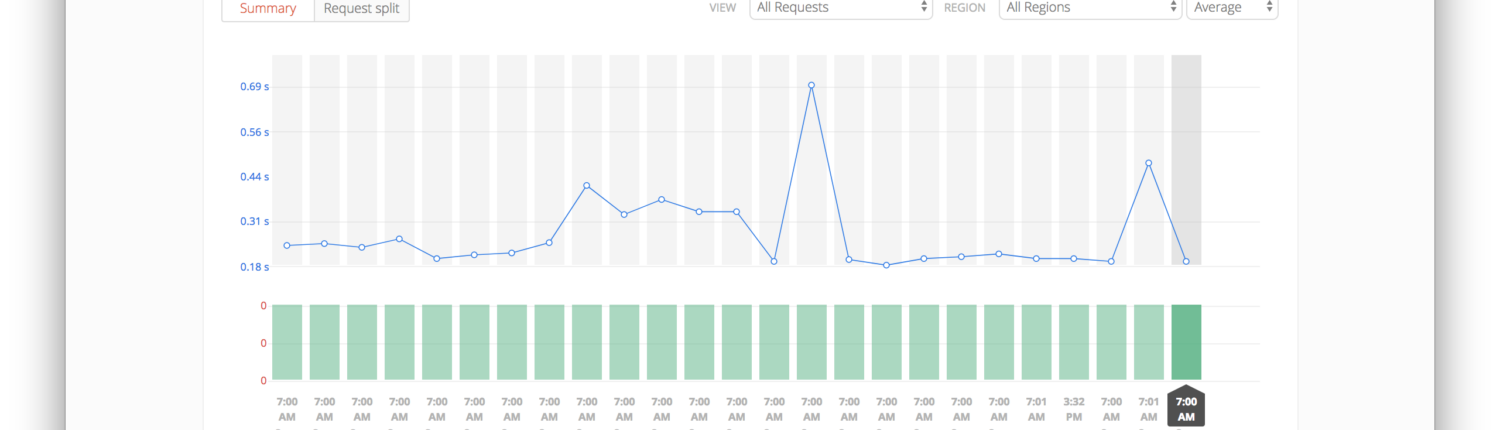 Summary Request split VIEW All Requests REGION All Regions Average
0.69 s
0.56 s
0.44 s
0.31 s
0.18 s
0
0
0
7:00 7:00 7:00 7:00 7:00 7:00 7:00 7:00 7:00 7:00 7:00 7:00 7:00 7:00 7:00 7:00 7:00 7:00 7:00 7:00 7:01 3:32 7:00 7:01 7:00
AM AM AM AM AM AM AM AM AM AM AM AM AM AM AM AM AM AM AM AM AM PM AM AM AM